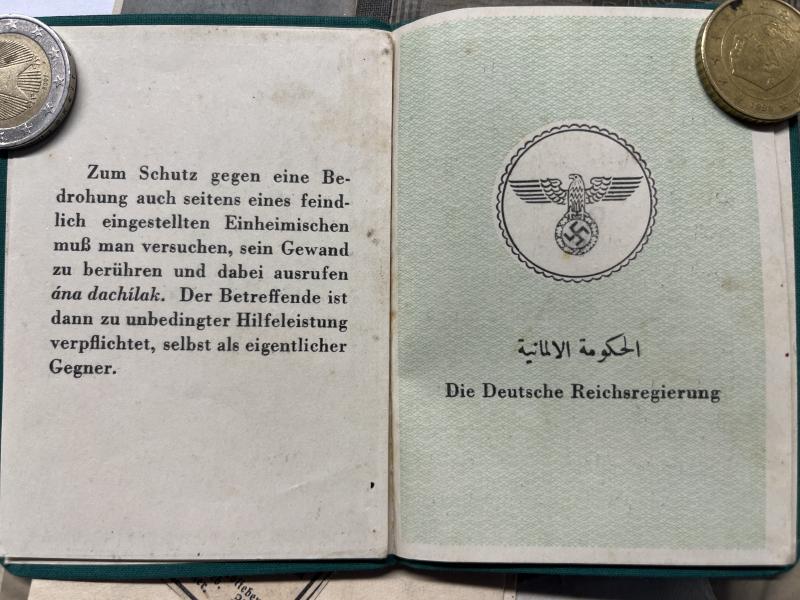 Zum Schutz gegen eine Be-
drohung auch seitens eines feind-
lich eingestellten Einheimischen
muß man versuchen, sein Gewand
zu berühren und dabei ausrufen
ána dachílak. Der Betreffende ist
dann zu unbedingter Hilfeleistung
verpflichtet, selbst als eigentlicher
Gegner.
الحكومة الالمانية
Die Deutsche Reichsregierung